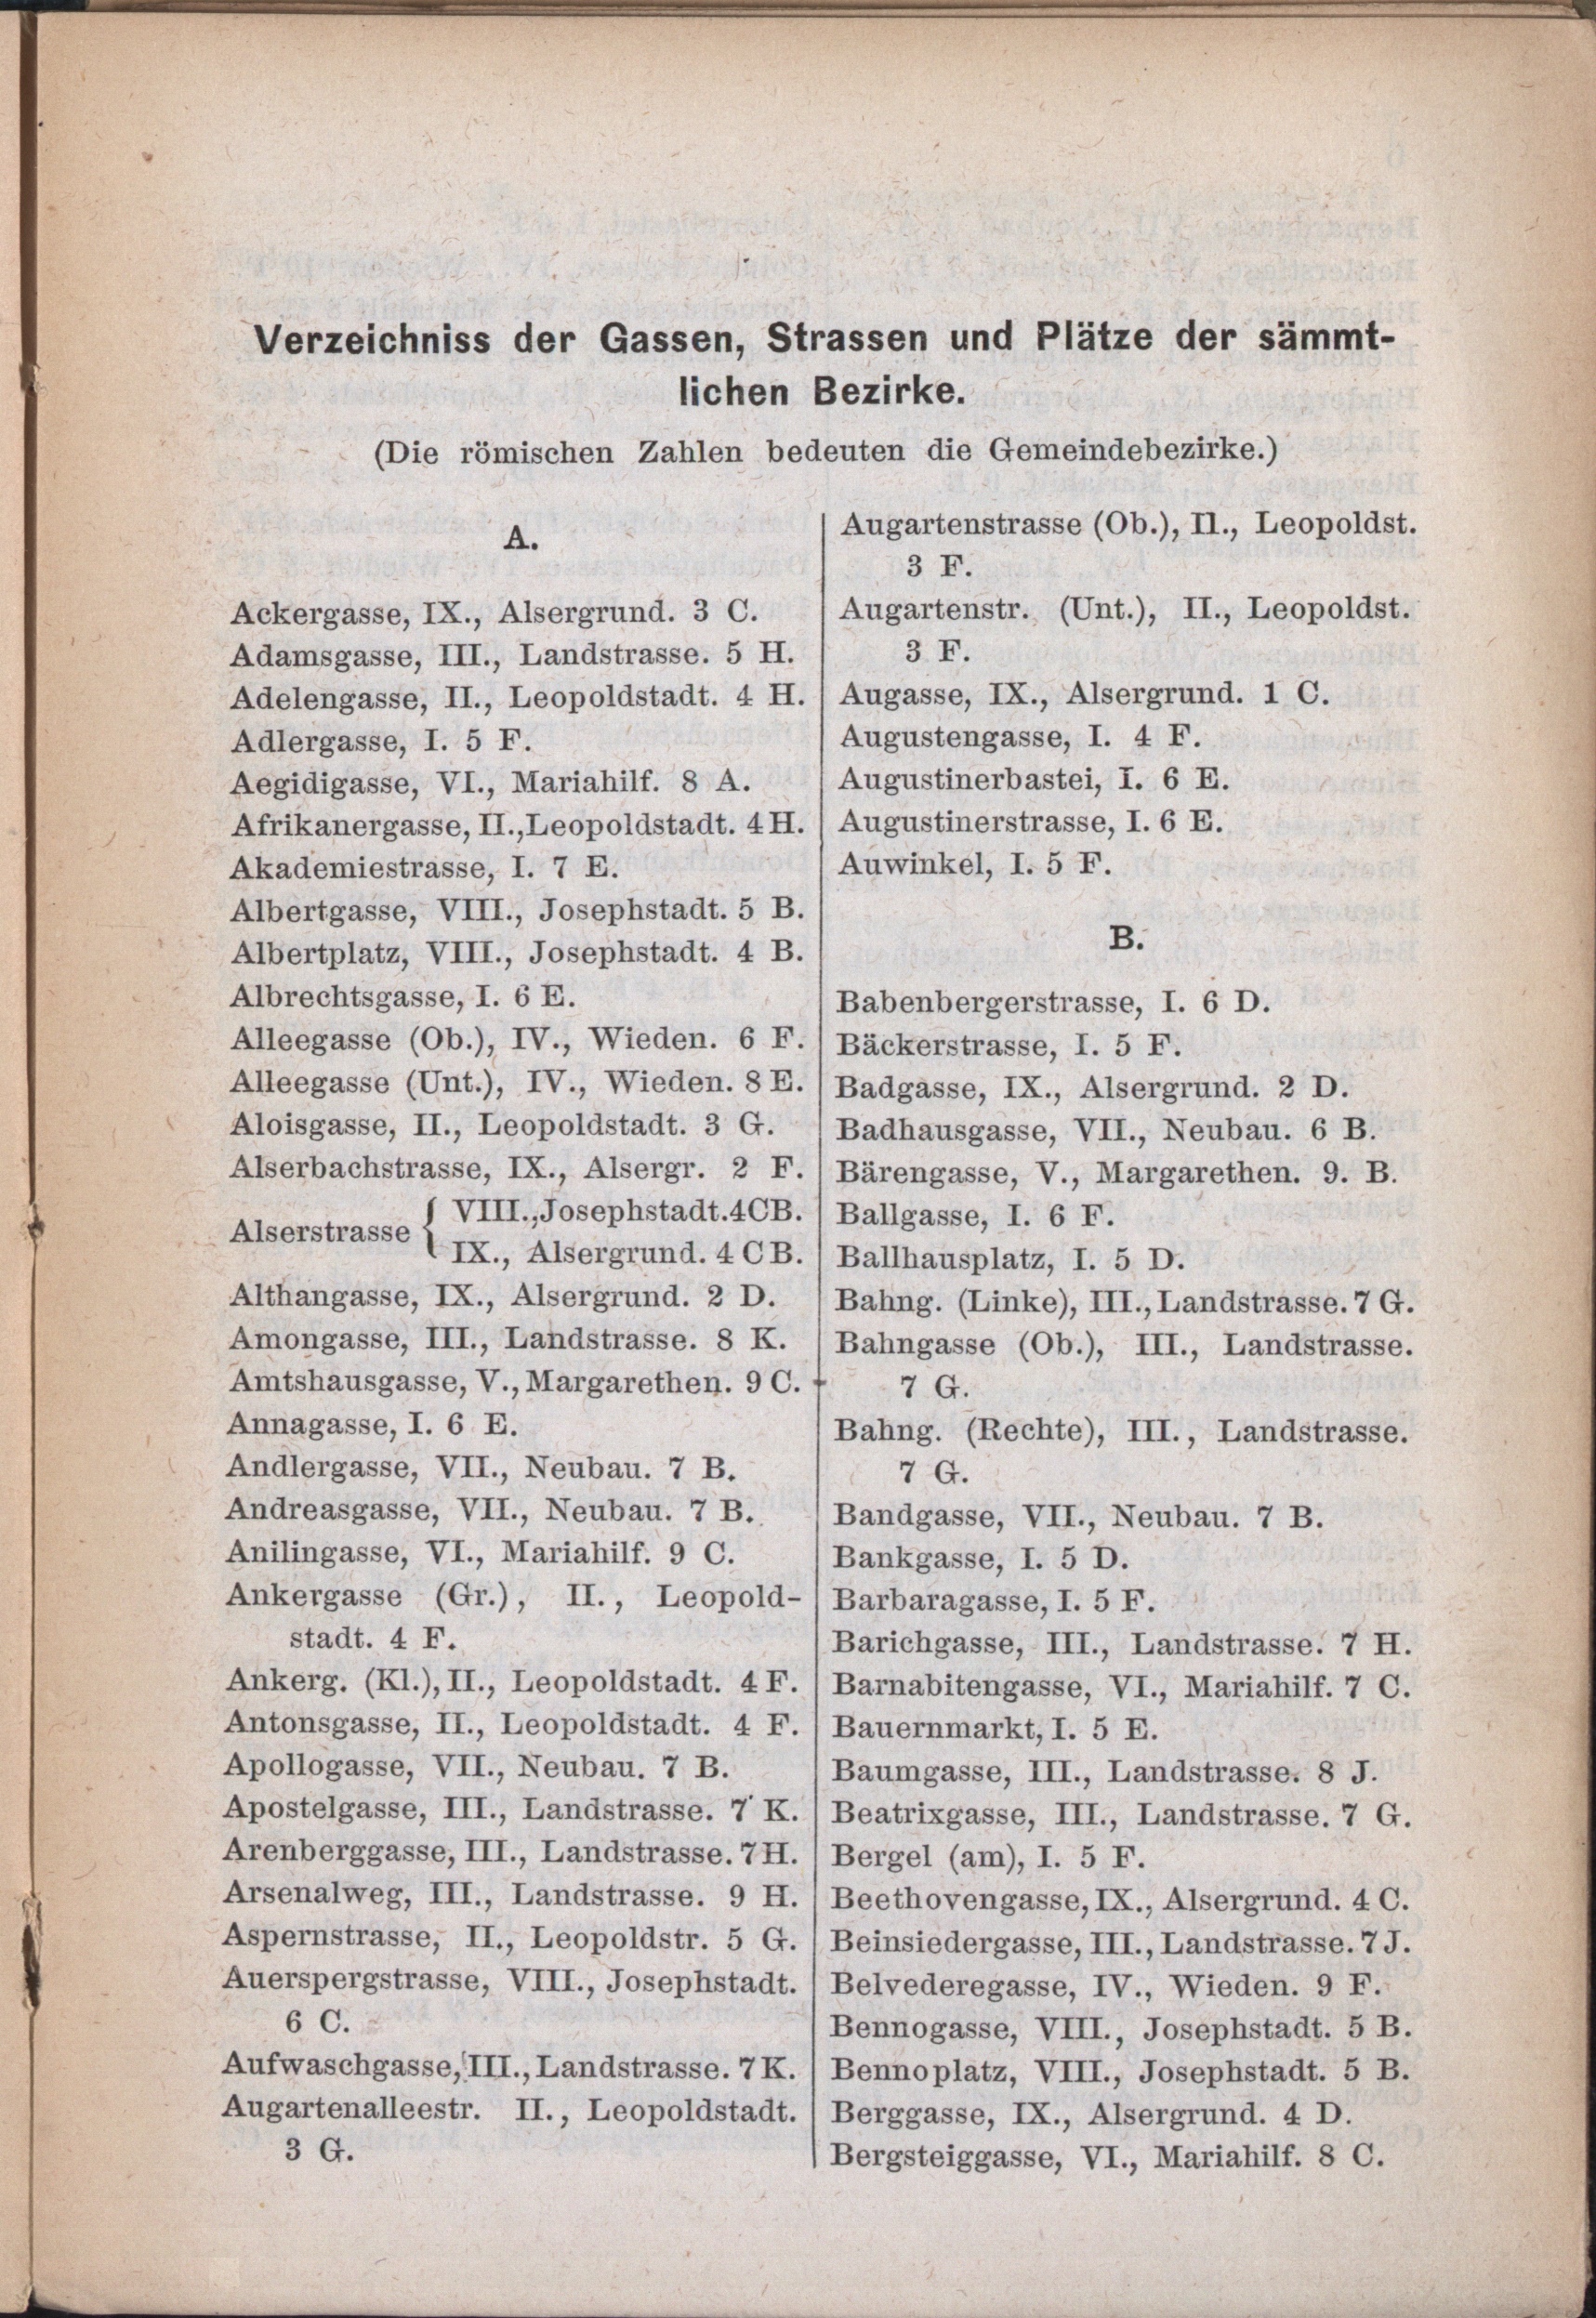 Verzeichniss der Gassen, Strassen und Plätze der sämmt-
lichen Bezirke.
(Die römischen Zahlen bedeuten die Gemeindebezirke.)
A.
Ackergasse, IX., Alsergrund. 3 C.
Adamsgasse, III., Landstrasse. 5 H.
Adelengasse, II., Leopoldstadt. 4 H.
Adlergasse, I. 5 F.
Aegidigasse, VI., Mariahilf. 8 A.
Afrikanergasse, II., Leopoldstadt. 4 H.
Akademiestrasse, I. 7 E.
Albertgasse, VIII., Josephstadt. 5 B.
Albertplatz, VIII., Josephstadt. 4 B.
Albrechtsgasse, I. 6 E.
Alleegasse (Ob.), IV., Wieden. 6 F.
Alleegasse (Unt.), IV., Wieden. 8 E.
Aloisgasse, II., Leopoldstadt. 3 G.
Alserbachstrasse, IX., Alsergr. 2 F.
Alserstrasse { VIII., Josephstadt. 4 C B.
IX., Alsergrund. 4 C B.
Althangasse, IX., Alsergrund. 2 D.
Amongasse, III., Landstrasse. 8 K.
Amtshausgasse, V., Margarethen. 9 C.
Annagasse, I. 6 E.
Andlergasse, VII., Neubau. 7 B.
Andreasgasse, VII., Neubau. 7 B.
Anilingasse, VI., Mariahilf. 9 C.
Ankergasse (Gr.), II., Leopold-
stadt. 4 F.
Ankerg. (Kl.), II., Leopoldstadt. 4 F.
Antonsgasse, II., Leopoldstadt. 4 F.
Apollogasse, VII., Neubau. 7 B.
Apostelgasse, III., Landstrasse. 7 K.
Arenberggasse, III., Landstrasse. 7 H.
Arsenalweg, III., Landstrasse. 9 H.
Aspernstrasse, II., Leopoldstr. 5 G.
Auerspergstrasse, VIII., Josephstadt.
6 C.
Aufwaschgasse, III., Landstrasse. 7 K.
Augartenalleestr. II., Leopoldstadt.
3 G.
Augartenstrasse (Ob.), II., Leopoldst.
3 F.
Augartenstr. (Unt.), II., Leopoldst.
3 F.
Augasse, IX., Alsergrund. 1 C.
Augustengasse, I. 4 F.
Augustinerbastei, I. 6 E.
Augustinerstrasse, I. 6 E.
Auwinkel, I. 5 F.
B.
Babenbergerstrasse, I. 6 D.
Bäckerstrasse, I. 5 F.
Badgasse, IX., Alsergrund. 2 D.
Badhausgasse, VII., Neubau. 6 B.
Bärengasse, V., Margarethen. 9. B.
Ballgasse, I. 6 F.
Ballhausplatz, I. 5 D.
Bahng. (Linke), III., Landstrasse. 7 G.
Bahngasse (Ob.), III., Landstrasse.
7 G.
Bahng. (Rechte), III., Landstrasse.
7 G.
Bandgasse, VII., Neubau. 7 B.
Bankgasse, I. 5 D.
Barbaragasse, I. 5 F.
Barichgasse, III., Landstrasse. 7 H.
Barnabitengasse, VI., Mariahilf. 7 C.
Bauernmarkt, I. 5 E.
Baumgasse, III., Landstrasse. 8 J.
Beatrixgasse, III., Landstrasse. 7 G.
Bergel (am), I. 5 F.
Beethovengasse, IX., Alsergrund. 4 C.
Beinsiedergasse, III., Landstrasse. 7 J.
Belvederegasse, IV., Wieden. 9 F.
Bennogasse, VIII., Josephstadt. 5 B.
Bennoplatz, VIII., Josephstadt. 5 B.
Berggasse, IX., Alsergrund. 4 D.
Bergsteiggasse, VI., Mariahilf. 8 C.